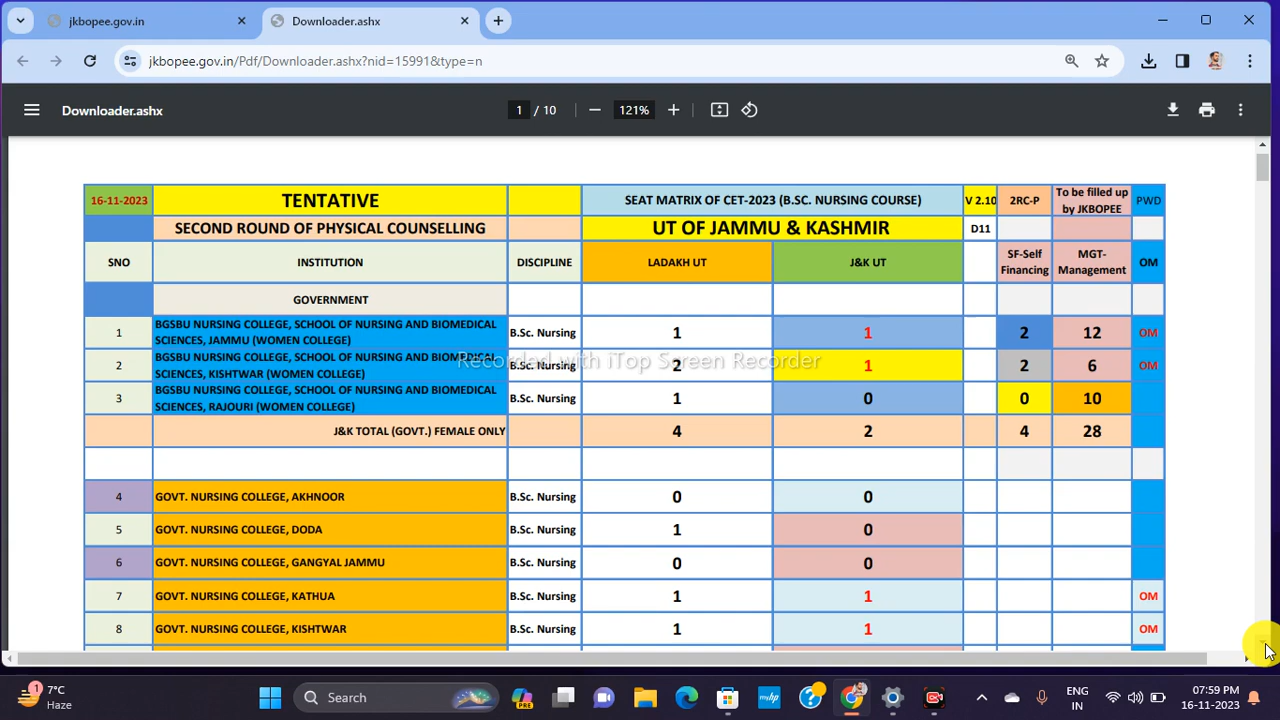 jkbopee.gov.in
Downloader.ashx
jkbopee.gov.in/Pdf/Downloader.ashx?nid=15991&type=n
Downloader.ashx
1 / 10
121%
16-11-2023 TENTATIVE SEAT MATRIX OF CET-2023 (B.SC. NURSING COURSE) V 2.10 2RC-P To be filled up by JKBOPEE PWD
SECOND ROUND OF PHYSICAL COUNSELLING UT OF JAMMU & KASHMIR D11
SNO INSTITUTION DISCIPLINE LADAKH UT J&K UT SF-Self Financing MGT-Management OM
GOVERNMENT
1 BGSBU NURSING COLLEGE, SCHOOL OF NURSING AND BIOMEDICAL SCIENCES, JAMMU (WOMEN COLLEGE) B.Sc. Nursing 1 1 2 12 OM
2 BGSBU NURSING COLLEGE, SCHOOL OF NURSING AND BIOMEDICAL SCIENCES, KISHTWAR (WOMEN COLLEGE) B.Sc. Nursing 2 1 2 6 OM
Recorded with iTop Screen Recorder
3 BGSBU NURSING COLLEGE, SCHOOL OF NURSING AND BIOMEDICAL SCIENCES, RAJOURI (WOMEN COLLEGE) B.Sc. Nursing 1 0 0 10
J&K TOTAL (GOVT.) FEMALE ONLY 4 2 4 28
4 GOVT. NURSING COLLEGE, AKHNOOR B.Sc. Nursing 0 0
5 GOVT. NURSING COLLEGE, DODA B.Sc. Nursing 1 0
6 GOVT. NURSING COLLEGE, GANGYAL JAMMU B.Sc. Nursing 0 0
7 GOVT. NURSING COLLEGE, KATHUA B.Sc. Nursing 1 1 OM
8 GOVT. NURSING COLLEGE, KISHTWAR B.Sc. Nursing 1 1 OM
1
7°C
Haze
Search
PRE
myhp
ENG
IN
07:59 PM
16-11-2023